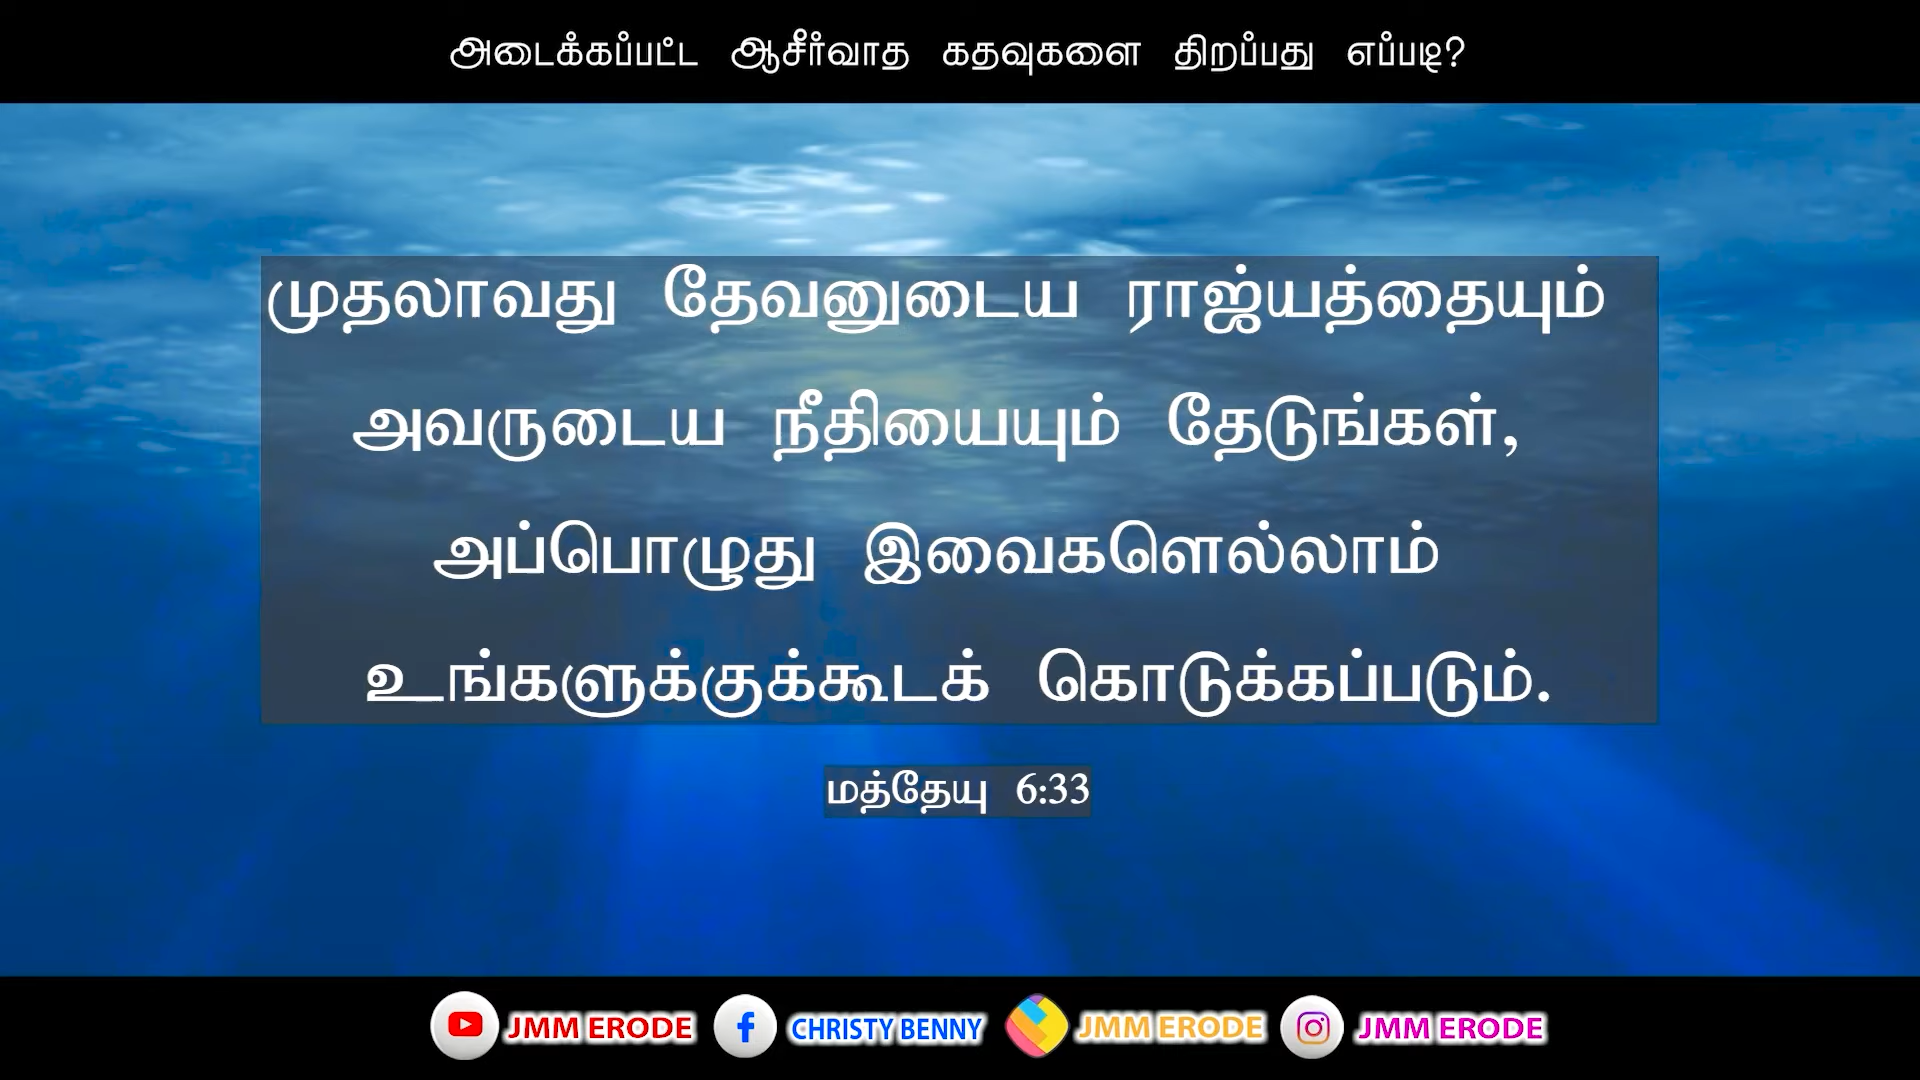 அடைக்கப்பட்ட ஆசீர்வாத கதவுகளை திறப்பது எப்படி?
முதலாவது தேவனுடைய ராஜ்யத்தையும்
அவருடைய நீதியையும் தேடுங்கள்,
அப்பொழுது இவைகளெல்லாம்
உங்களுக்குக்கூடக் கொடுக்கப்படும்.
மத்தேயு 6:33
JMM ERODE CHRISTY BENNY JMM ERODE JMM ERODE